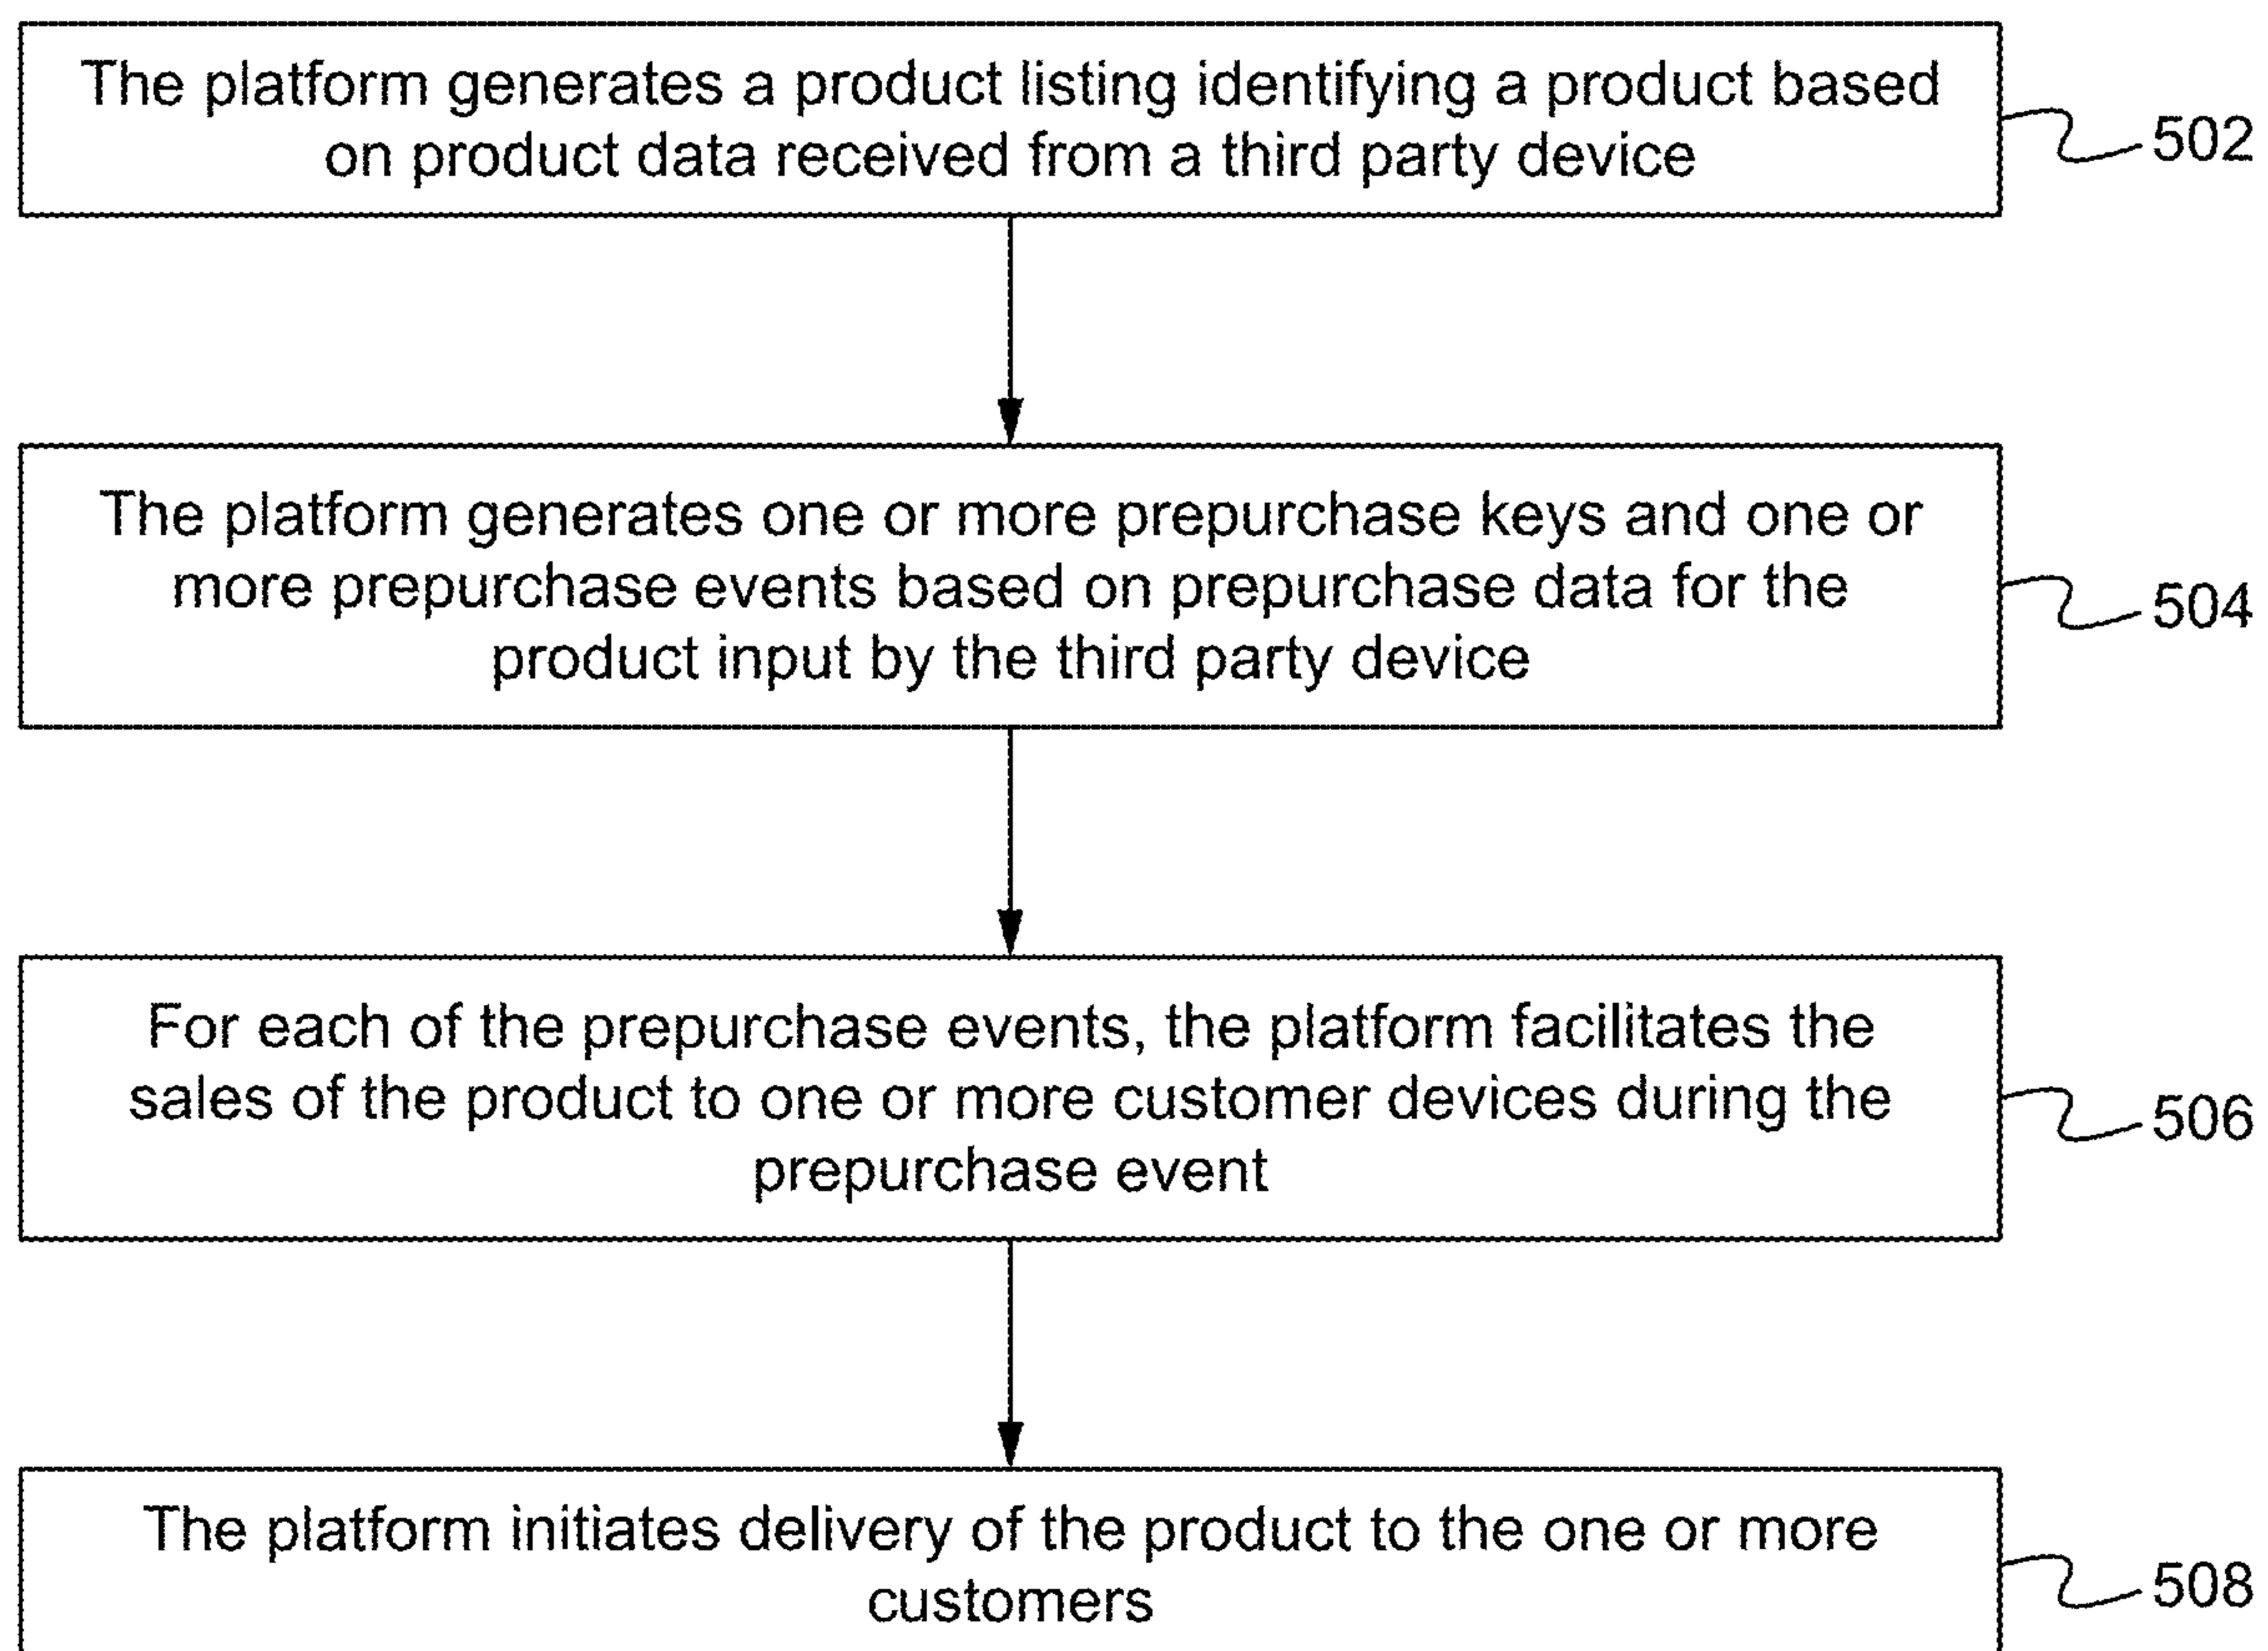 The platform generates a product listing identifying a product based
on product data received from a third party device
502
The platform generates one or more prepurchase keys and one or
more prepurchase events based on prepurchase data for the
product input by the third party device
504
For each of the prepurchase events, the platform facilitates the
sales of the product to one or more customer devices during the
prepurchase event
506
The platform initiates delivery of the product to the one or more
customers
508